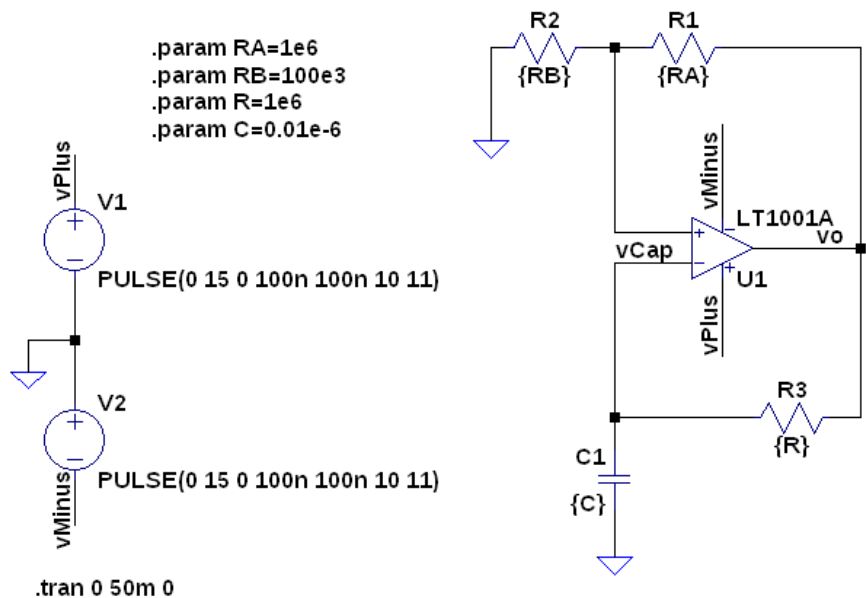 .param RA=1e6
.param RB=100e3
.param R=1e6
.param C=0.01e-6
vPlus
V1
+
−
PULSE(0 15 0 100n 100n 10 11)
V2
+
−
PULSE(0 15 0 100n 100n 10 11)
vMinus
.tran 0 50m 0
R2
{RB}
R1
{RA}
vMinus
LT1001A
+
−
−
+
vCap
vo
U1
vPlus
R3
{R}
C1
{C}